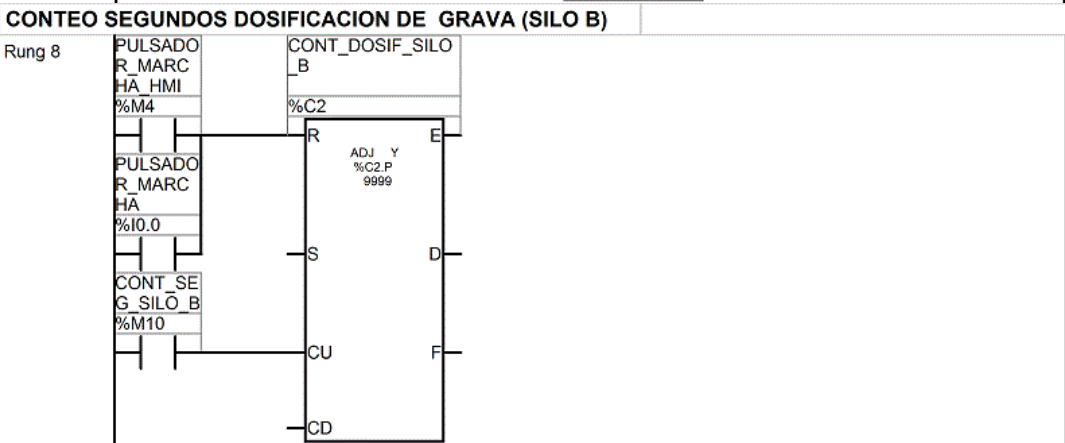 CONTEO SEGUNDOS DOSIFICACION DE GRAVA (SILO B)
Rung 8
PULSADO
R_MARC
HA_HMI
%M4
CONT_DOSIF_SILO
_B
%C2
R
E
ADJ Y
%C2.P
9999
PULSADO
R_MARC
HA
%I0.0
S
D
CONT_SE
G_SILO_B
%M10
CU
F
CD